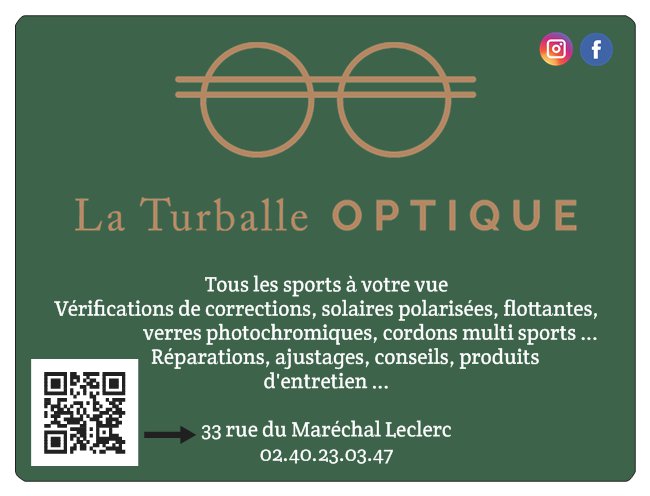 La Turballe OPTIQUE
Tous les sports à votre vue
Vérifications de corrections, solaires polarisées, flottantes,
verres photochromiques, cordons multi sports ...
Réparations, ajustages, conseils, produits
d'entretien ...
33 rue du Maréchal Leclerc
02.40.23.03.47